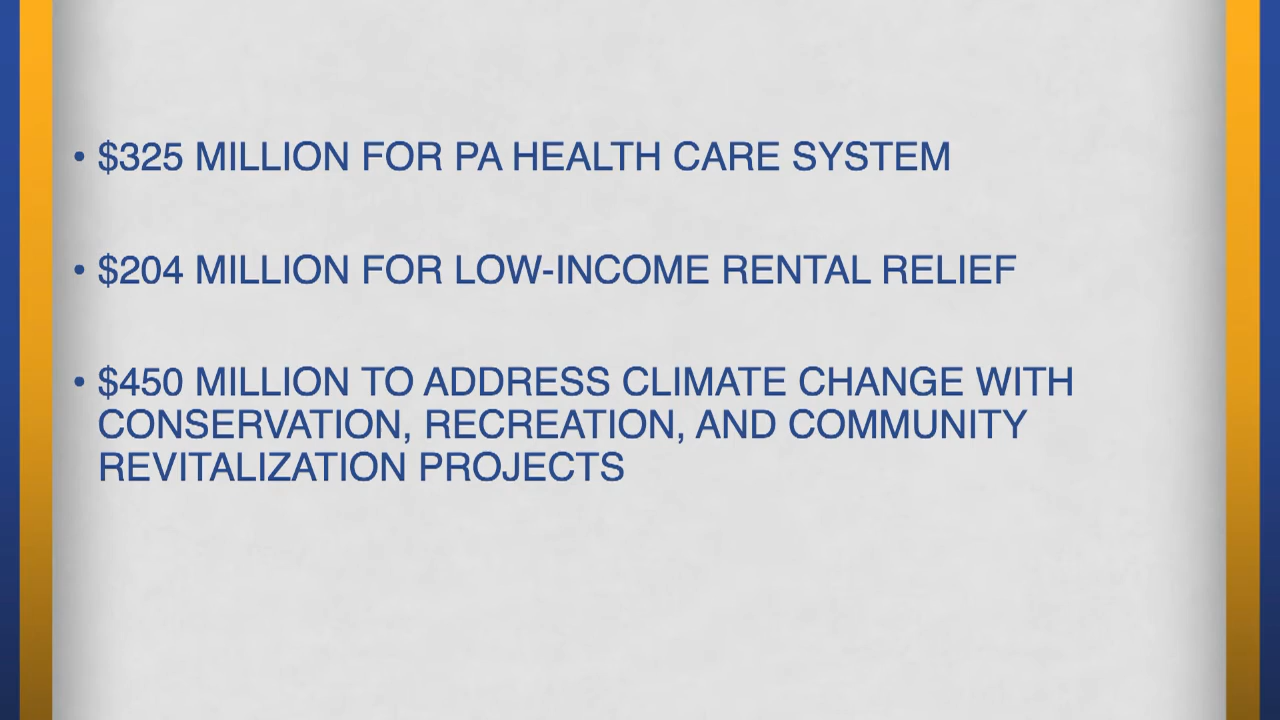 • $325 MILLION FOR PA HEALTH CARE SYSTEM
• $204 MILLION FOR LOW-INCOME RENTAL RELIEF
• $450 MILLION TO ADDRESS CLIMATE CHANGE WITH
CONSERVATION, RECREATION, AND COMMUNITY
REVITALIZATION PROJECTS